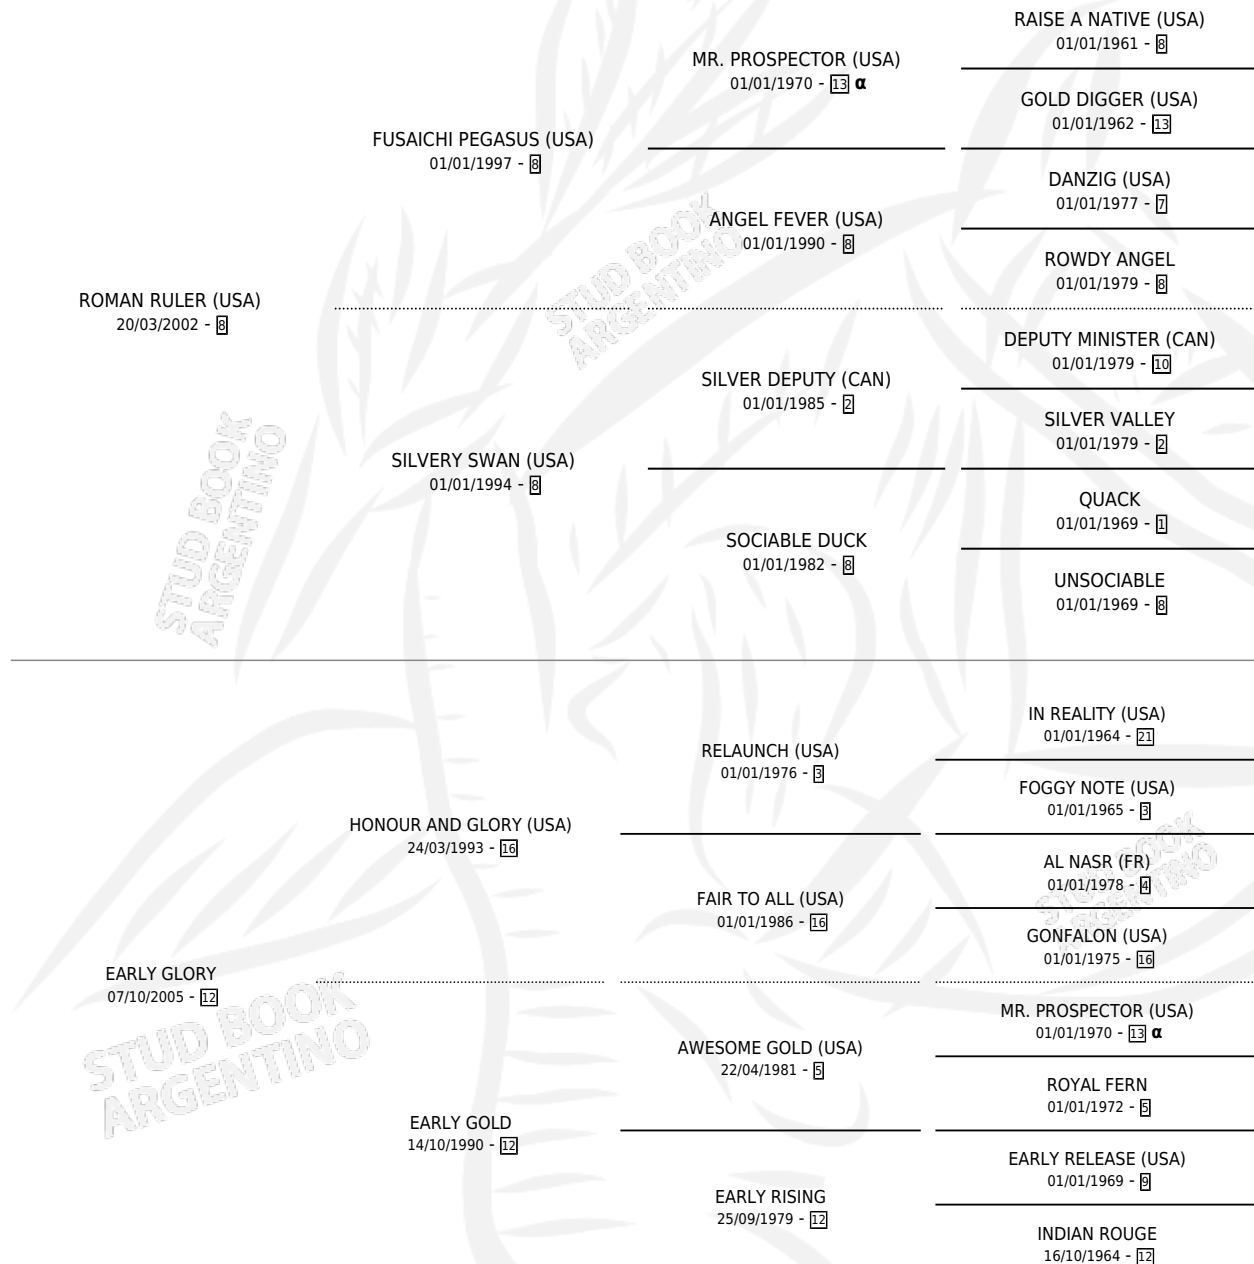 RAISE A NATIVE (USA)
01/01/1961 - 8
MR. PROSPECTOR (USA)
01/01/1970 - 13 α
GOLD DIGGER (USA)
01/01/1962 - 13
FUSAICHI PEGASUS (USA)
01/01/1997 - 8
DANZIG (USA)
01/01/1977 - 7
ANGEL FEVER (USA)
01/01/1990 - 8
ROWDY ANGEL
01/01/1979 - 8
STUD BOOK
ARGENTINO
ROMAN RULER (USA)
20/03/2002 - 8
DEPUTY MINISTER (CAN)
01/01/1979 - 10
SILVER DEPUTY (CAN)
01/01/1985 - 2
SILVER VALLEY
01/01/1979 - 2
SILVERY SWAN (USA)
01/01/1994 - 8
QUACK
01/01/1969 - 1
SOCIABLE DUCK
01/01/1982 - 8
UNSOCIABLE
01/01/1969 - 8
STUD BOOK
ARGENTINO
IN REALITY (USA)
01/01/1964 - 21
RELAUNCH (USA)
01/01/1976 - 3
FOGGY NOTE (USA)
01/01/1965 - 3
HONOUR AND GLORY (USA)
24/03/1993 - 16
AL NASR (FR)
01/01/1978 - 4
FAIR TO ALL (USA)
01/01/1986 - 16
GONFALON (USA)
01/01/1975 - 16
STUD BOOK
ARGENTINO
EARLY GLORY
07/10/2005 - 12
MR. PROSPECTOR (USA)
01/01/1970 - 13 α
AWESOME GOLD (USA)
22/04/1981 - 5
ROYAL FERN
01/01/1972 - 5
EARLY GOLD
14/10/1990 - 12
EARLY RELEASE (USA)
01/01/1969 - 9
EARLY RISING
25/09/1979 - 12
INDIAN ROUGE
16/10/1964 - 12
STUD BOOK
ARGENTINO